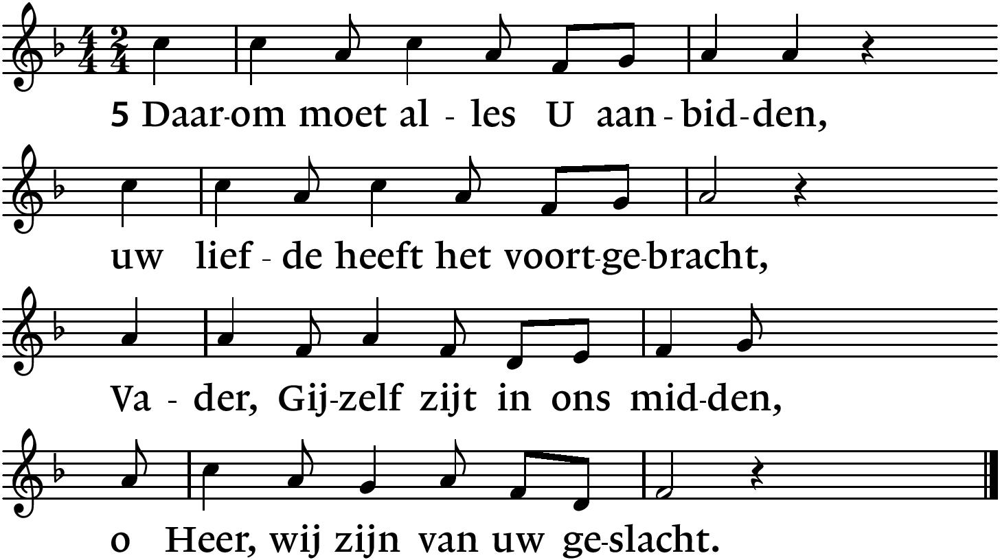 5 Daar-om moet al - les U aan - bid-den,
uw lief - de heeft het voort-ge-bracht,
Va - der, Gij-zelf zijt in ons mid-den,
o Heer, wij zijn van uw ge-slacht.